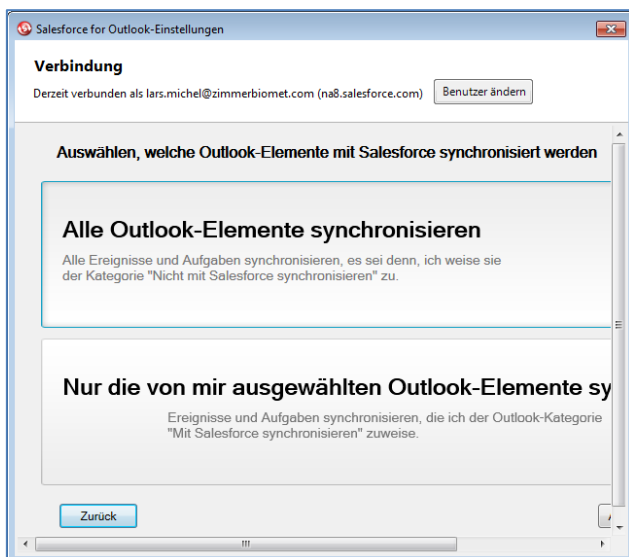 Salesforce for Outlook-Einstellungen
Verbindung
Derzeit verbunden als lars.michel@zimmerbiomet.com (na8.salesforce.com) Benutzer ändern
Auswählen, welche Outlook-Elemente mit Salesforce synchronisiert werden
Alle Outlook-Elemente synchronisieren
Alle Ereignisse und Aufgaben synchronisieren, es sei denn, ich weise sie
der Kategorie "Nicht mit Salesforce synchronisieren" zu.
Nur die von mir ausgewählten Outlook-Elemente sy
Ereignisse und Aufgaben synchronisieren, die ich der Outlook-Kategorie
"Mit Salesforce synchronisieren" zuweise.
Zurück